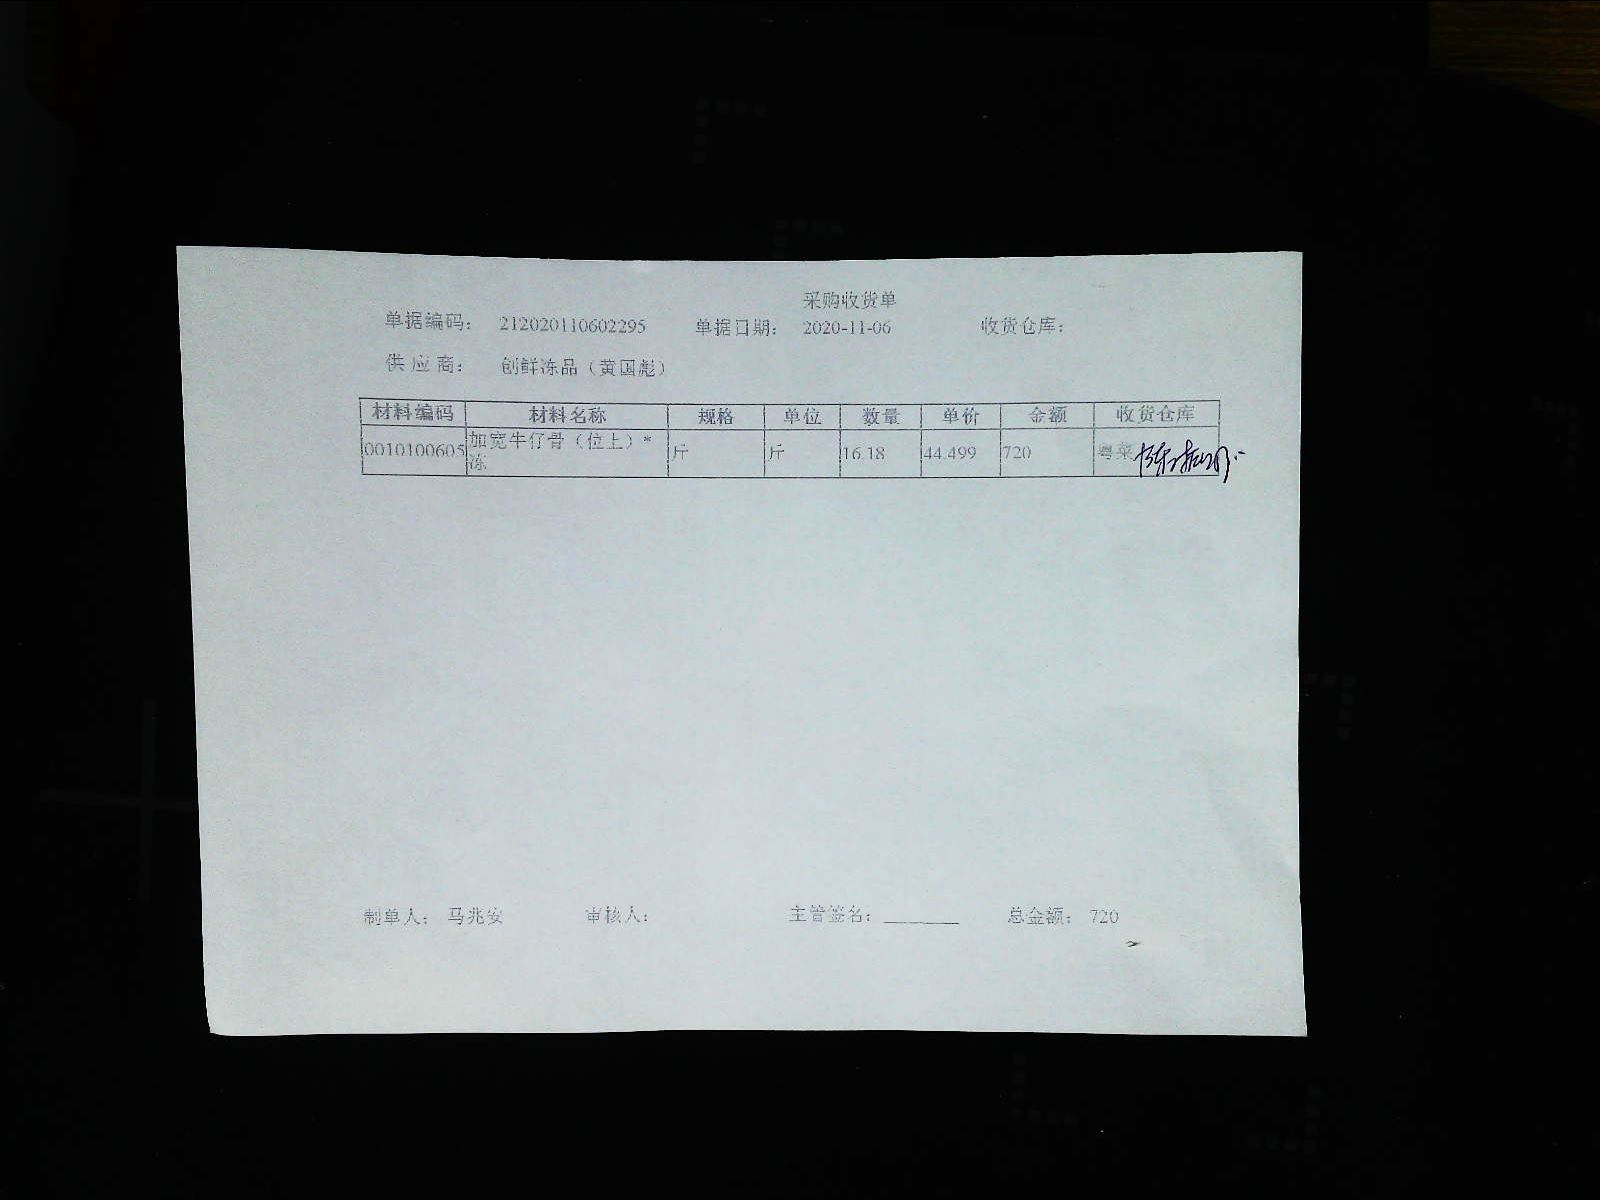 采购收货单
单据编码： 212020110602295 单据日期： 2020-11-06 收货仓库：
供 应 商： 创鲜冻品（黄国彪）
材料编码 材料名称 规格 单位 数量 单价 金额 收货仓库
0010100605 加宽牛仔骨（位上）* 斤 斤 16.18 44.499 720 粤菜
冻
制单人： 马兆安 审核人： 主管签名：________ 总金额： 720